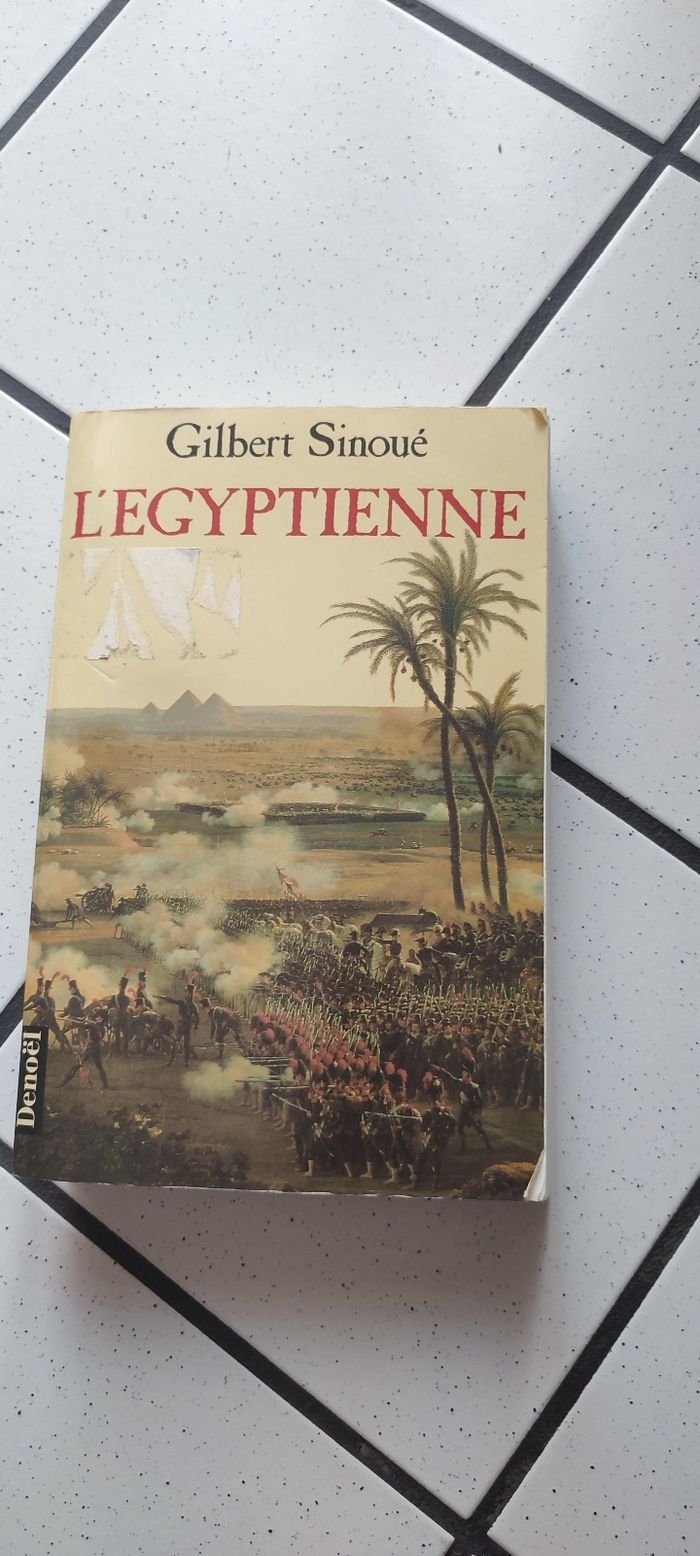 Gilbert Sinoué
L'EGYPTIENNE
Denoël